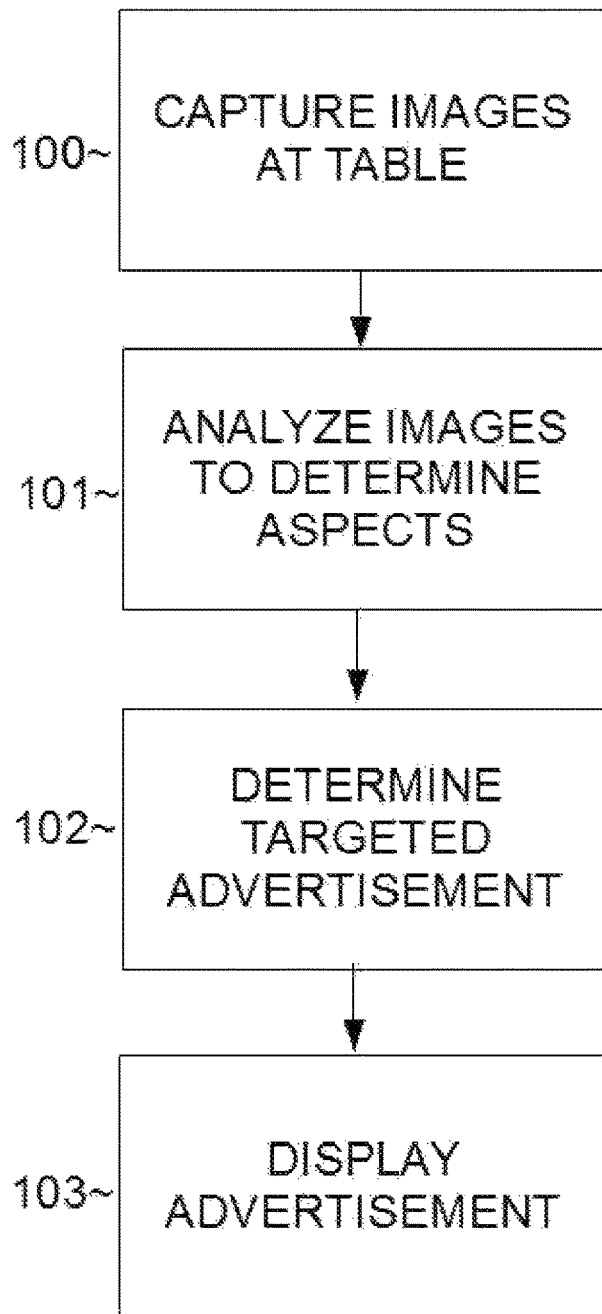 CAPTURE IMAGES
100~ AT TABLE
ANALYZE IMAGES
101~ TO DETERMINE
ASPECTS
DETERMINE
102~ TARGETED
ADVERTISEMENT
DISPLAY
103~ ADVERTISEMENT